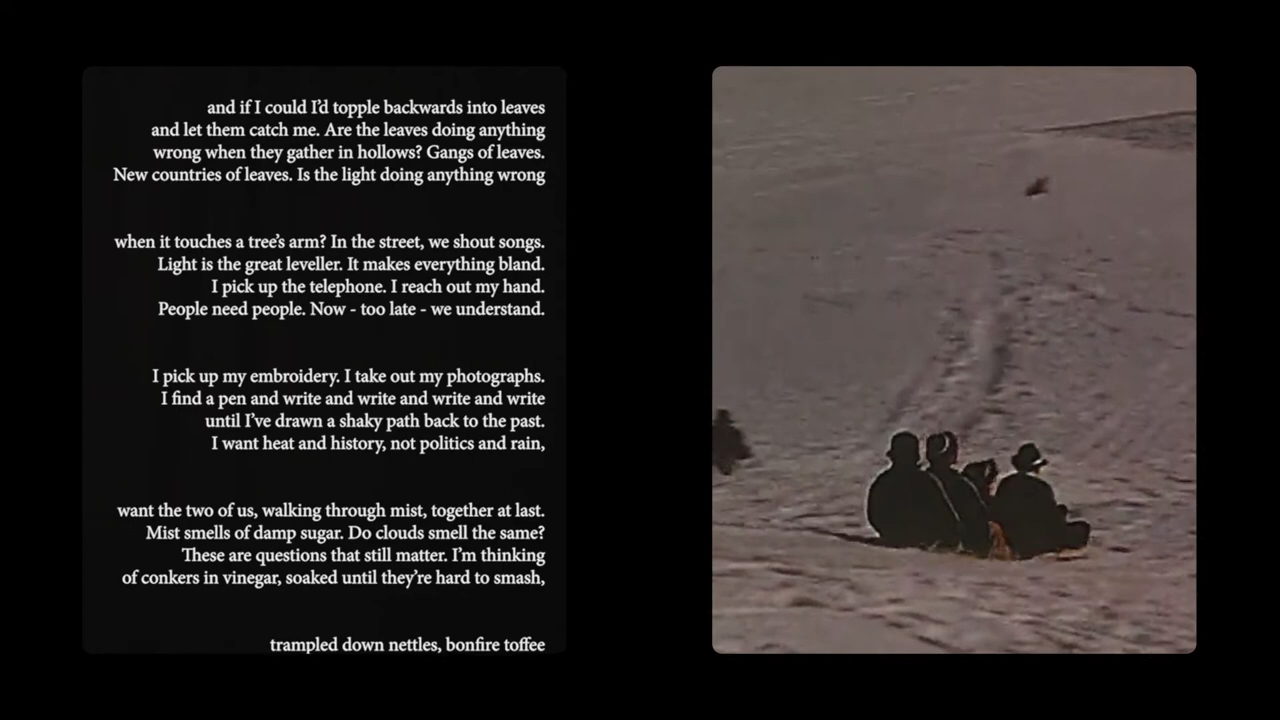 and if I could I'd topple backwards into leaves
and let them catch me. Are the leaves doing anything
wrong when they gather in hollows? Gangs of leaves.
New countries of leaves. Is the light doing anything wrong
when it touches a tree's arm? In the street, we shout songs.
Light is the great leveller. It makes everything bland.
I pick up the telephone. I reach out my hand.
People need people. Now - too late - we understand.
I pick up my embroidery. I take out my photographs.
I find a pen and write and write and write and write
until I've drawn a shaky path back to the past.
I want heat and history, not politics and rain,
want the two of us, walking through mist, together at last.
Mist smells of damp sugar. Do clouds smell the same?
These are questions that still matter. I'm thinking
of conkers in vinegar, soaked until they're hard to smash,
trampled down nettles, bonfire toffee